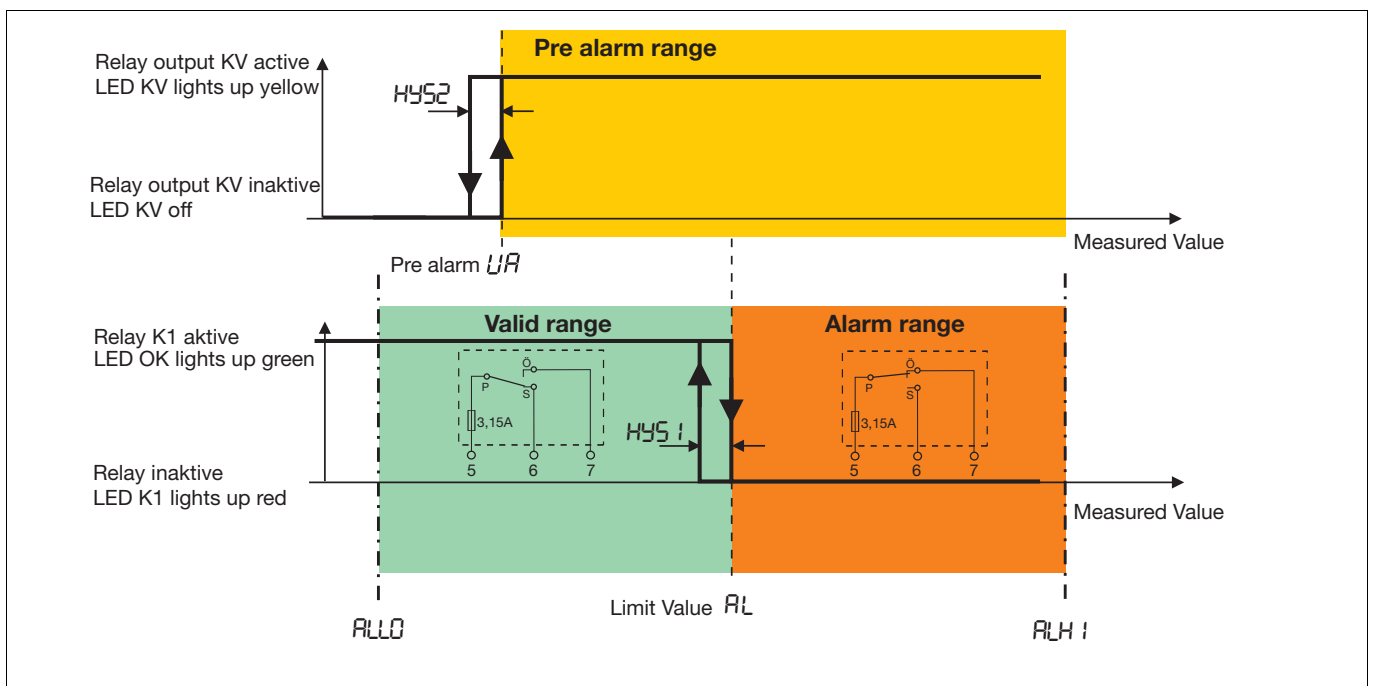 Pre alarm range
Relay output KV active
LED KV lights up yellow
HYS2
Relay output KV inaktive
LED KV off
Measured Value
Pre alarm UA
Valid range
Alarm range
Relay K1 aktive
LED OK lights up green
Ö
P
S
3,15A
5 6 7
Ö
P
S
3,15A
5 6 7
HYS1
Relay inaktive
LED K1 lights up red
Measured Value
Limit Value AL
ALLO
ALHI